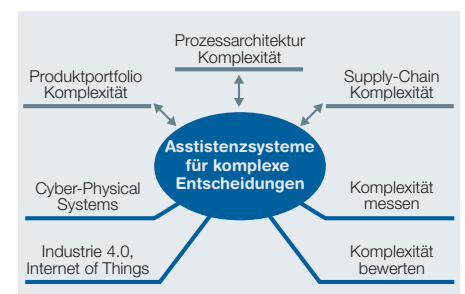 Prozessarchitektur
Komplexität
Produktportfolio
Komplexität
Supply-Chain
Komplexität
Asstistenzsysteme
für komplexe
Entscheidungen
Cyber-Physical
Systems
Komplexität
messen
Industrie 4.0,
Internet of Things
Komplexität
bewerten